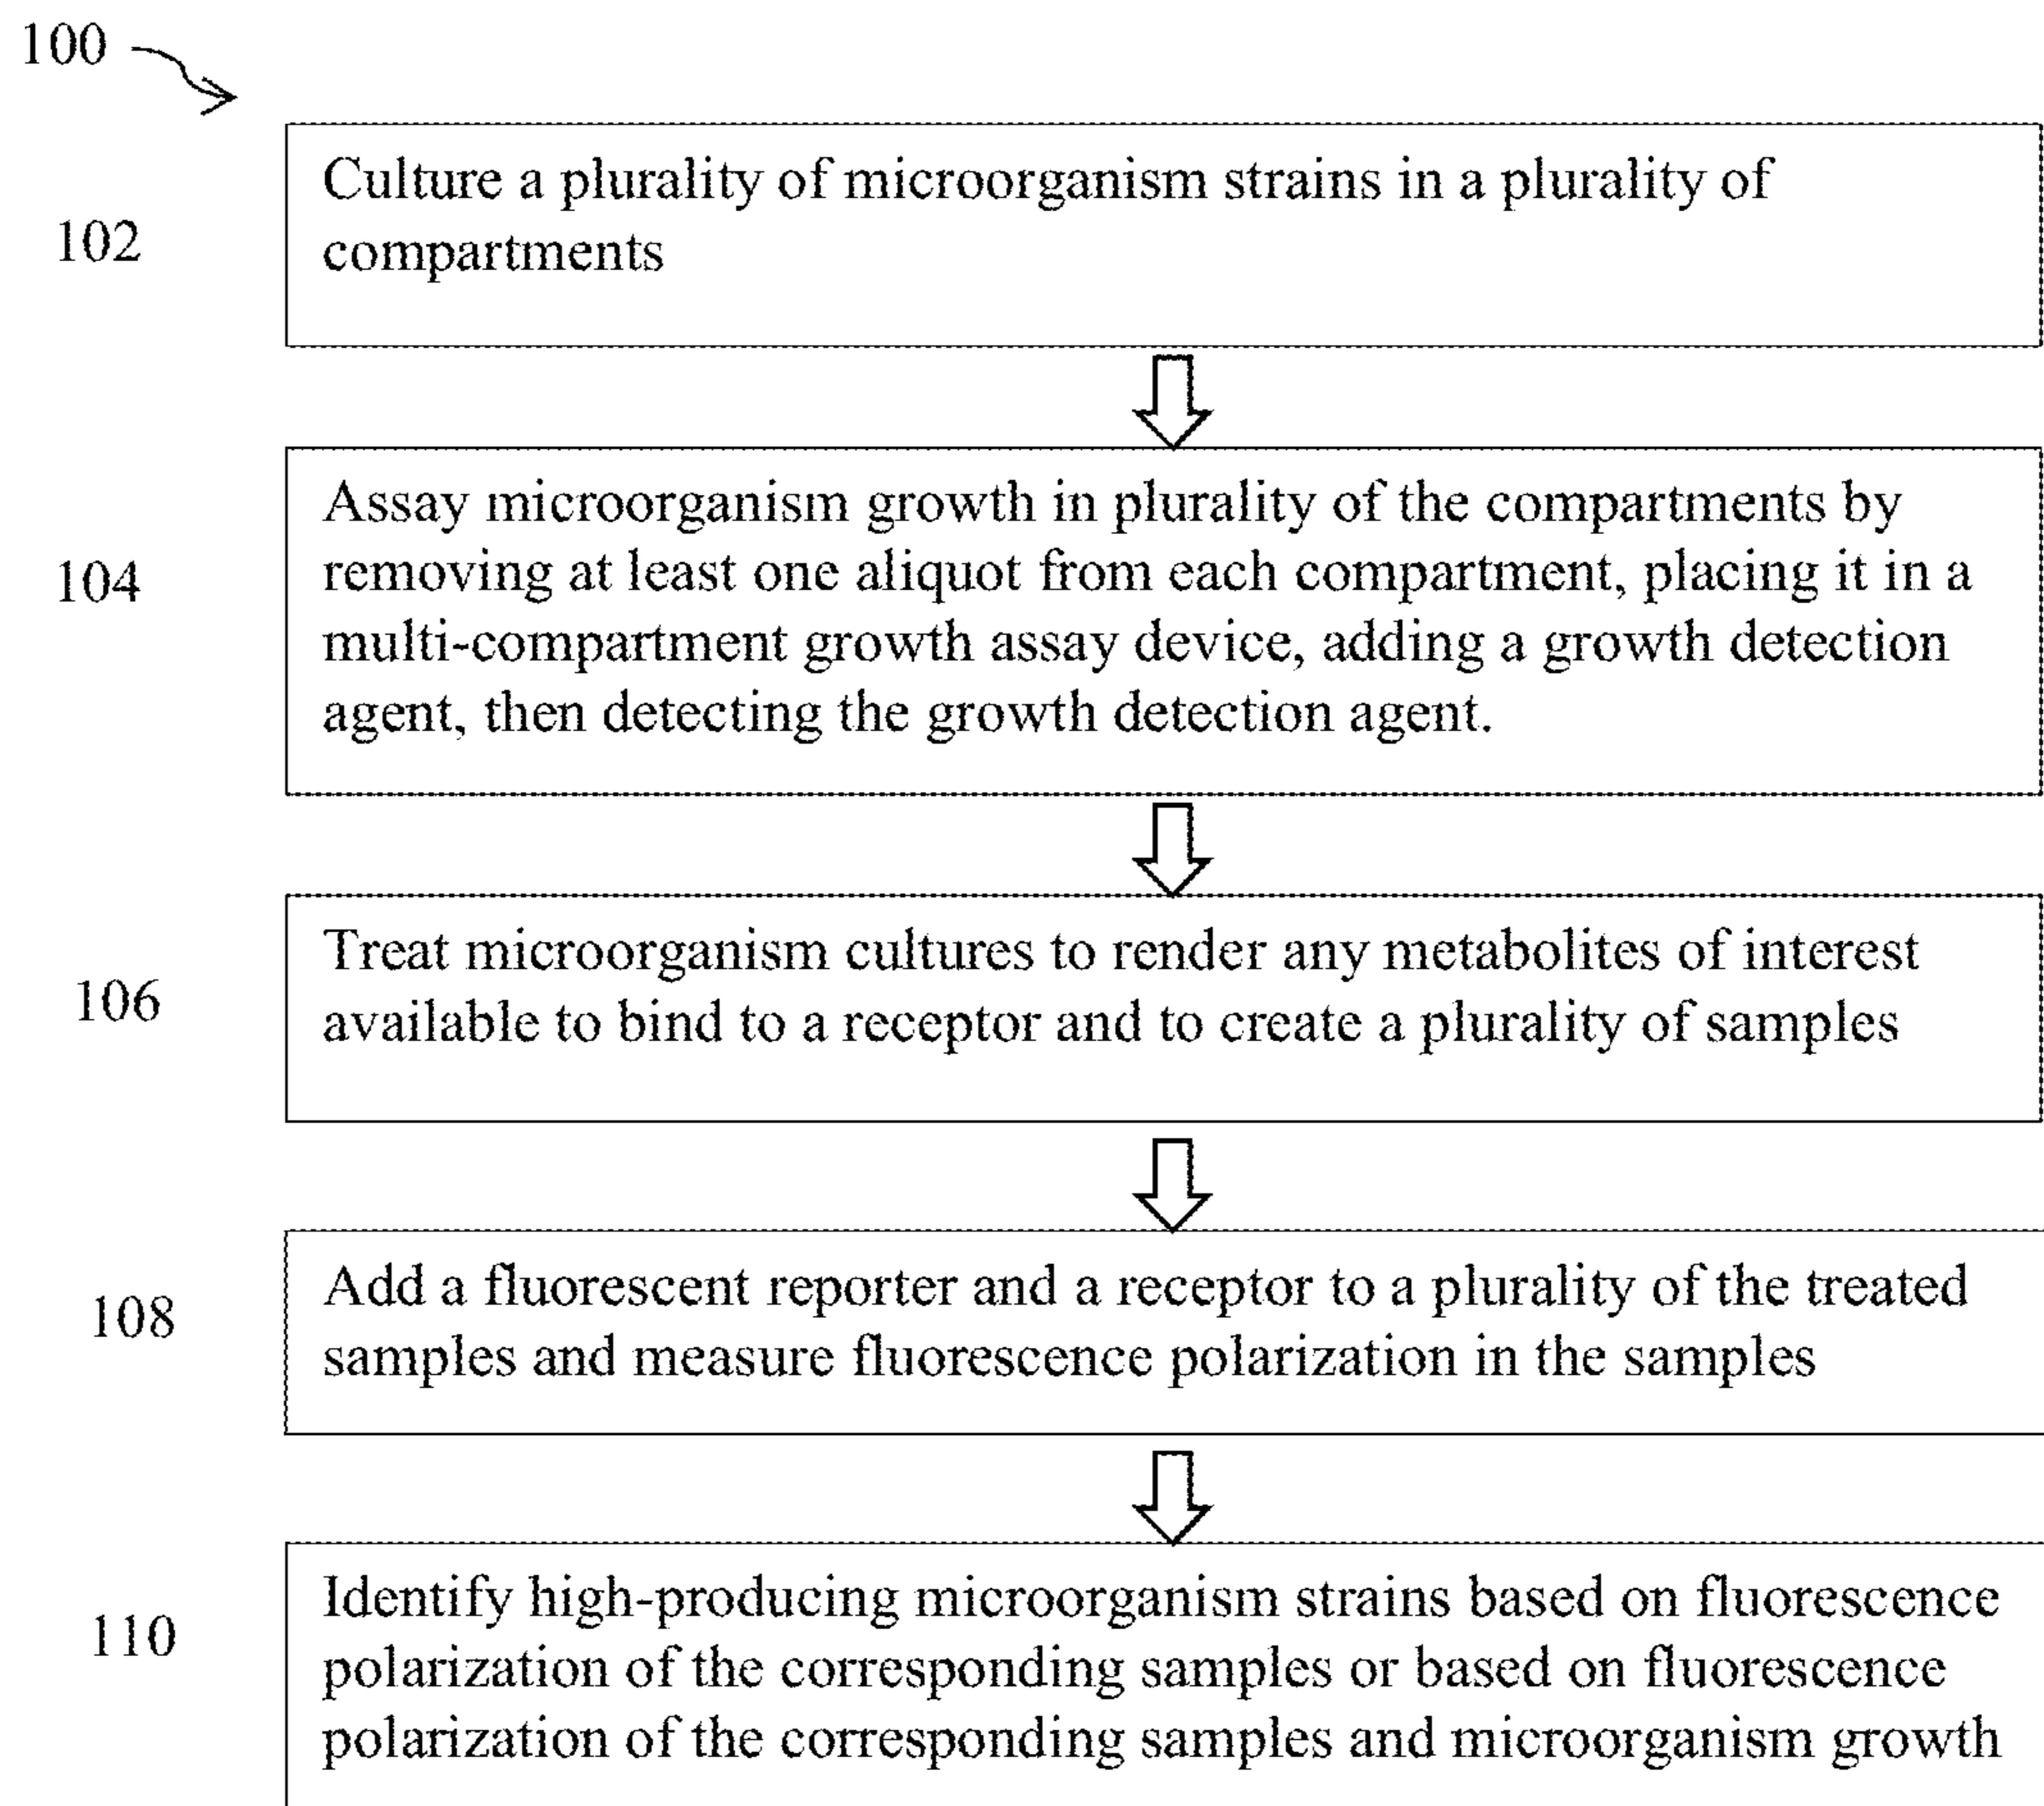 100
102
Culture a plurality of microorganism strains in a plurality of
compartments
104
Assay microorganism growth in plurality of the compartments by
removing at least one aliquot from each compartment, placing it in a
multi-compartment growth assay device, adding a growth detection
agent, then detecting the growth detection agent.
106
Treat microorganism cultures to render any metabolites of interest
available to bind to a receptor and to create a plurality of samples
108
Add a fluorescent reporter and a receptor to a plurality of the treated
samples and measure fluorescence polarization in the samples
110
Identify high-producing microorganism strains based on fluorescence
polarization of the corresponding samples or based on fluorescence
polarization of the corresponding samples and microorganism growth